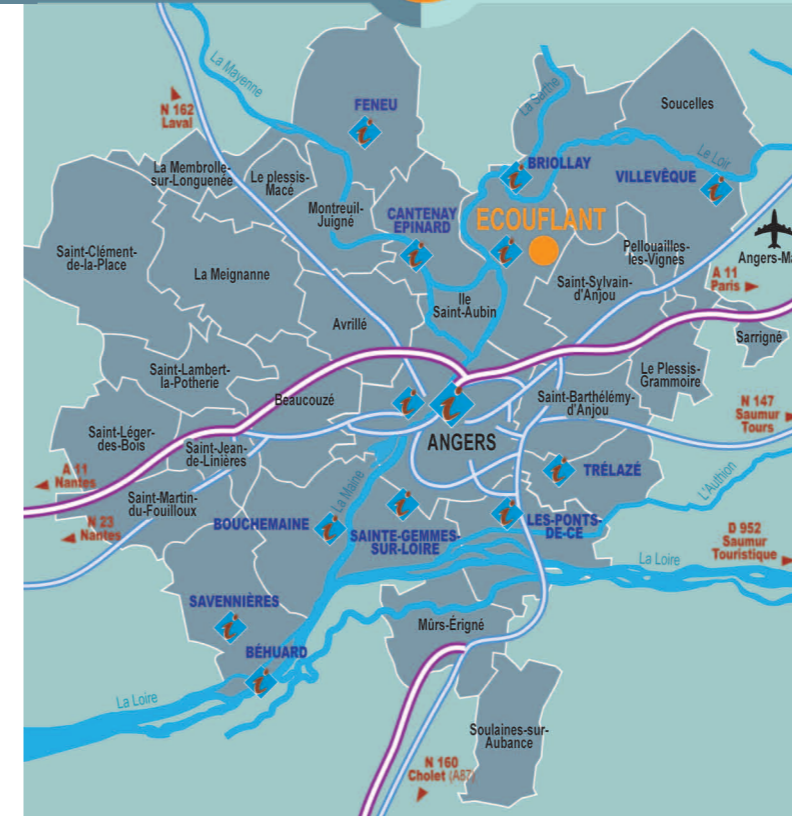 La Mayenne
N 162
Laval
FENEU
La Sarthe
Soucelles
Le Loir
La Membrolle-
sur-Longuenée
Le plessis-
Macé
BRIOLLAY
VILLEVÊQUE
Montreuil-
Juigné
CANTENAY
EPINARD
ECOUFLANT
Saint-Clément-
de-la-Place
La Meignanne
Pellouailles-
les-Vignes
Angers-Ma
A 11
Paris
Saint-Sylvain-
d'Anjou
Ile
Saint-Aubin
Avrillé
Sarrigné
Saint-Lambert-
la-Potherie
Le Plessis-
Grammoire
Beaucouzé
Saint-Barthélémy-
d'Anjou
N 147
Saumur
Tours
Saint-Léger-
des-Bois
Saint-Jean-
de-Linières
ANGERS
A 11
Nantes
TRÉLAZÉ
L'Authion
Saint-Martin-
du-Fouilloux
La Maine
N 23
Nantes
BOUCHEMAINE
SAINTE-GEMMES-
SUR-LOIRE
LES-PONTS-
DE-CÉ
D 952
Saumur
Touristique
La Loire
SAVENNIÈRES
Mûrs-Érigné
BÉHUARD
La Loire
Soulaines-sur-
Aubance
N 160
Cholet (A87)